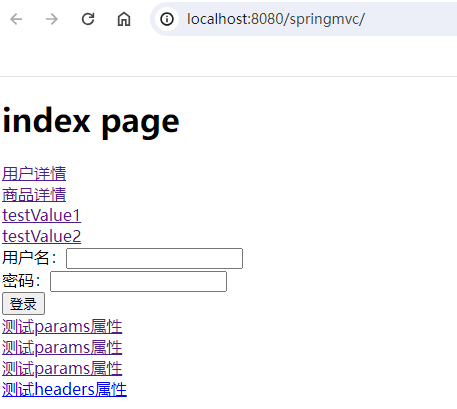 localhost:8080/springmvc/
index page
用户详情
商品详情
testValue1
testValue2
用户名：
密码：
登录
测试params属性
测试params属性
测试params属性
测试headers属性